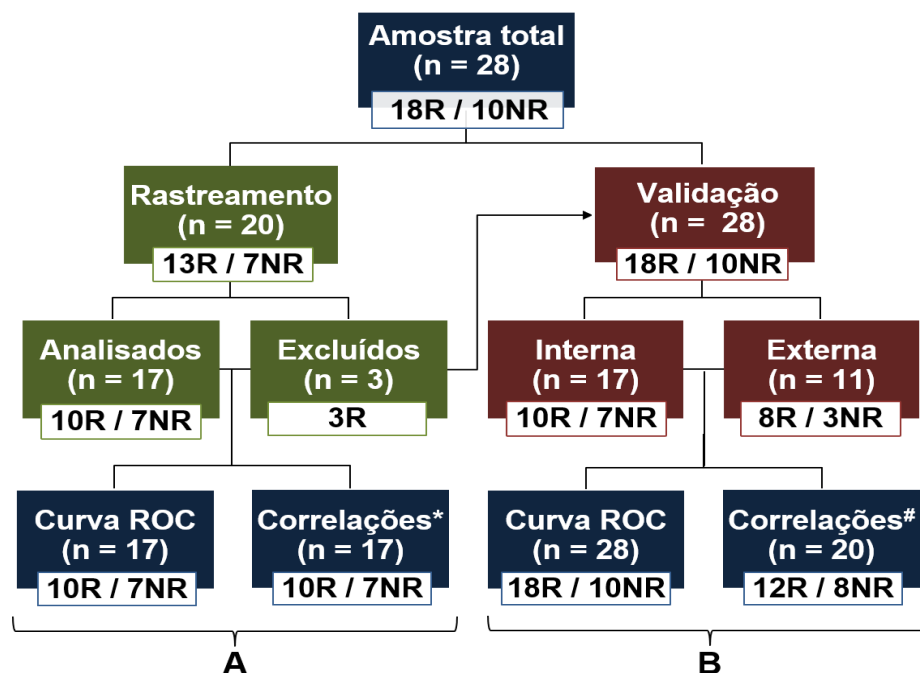 Amostra total
(n = 28)
18R / 10NR
Rastreamento
(n = 20)
13R / 7NR
Validação
(n = 28)
18R / 10NR
Analisados
(n = 17)
10R / 7NR
Excluídos
(n = 3)
3R
Interna
(n = 17)
10R / 7NR
Externa
(n = 11)
8R / 3NR
Curva ROC
(n = 17)
10R / 7NR
Correlações*
(n = 17)
10R / 7NR
Curva ROC
(n = 28)
18R / 10NR
Correlações#
(n = 20)
12R / 8NR
A
B